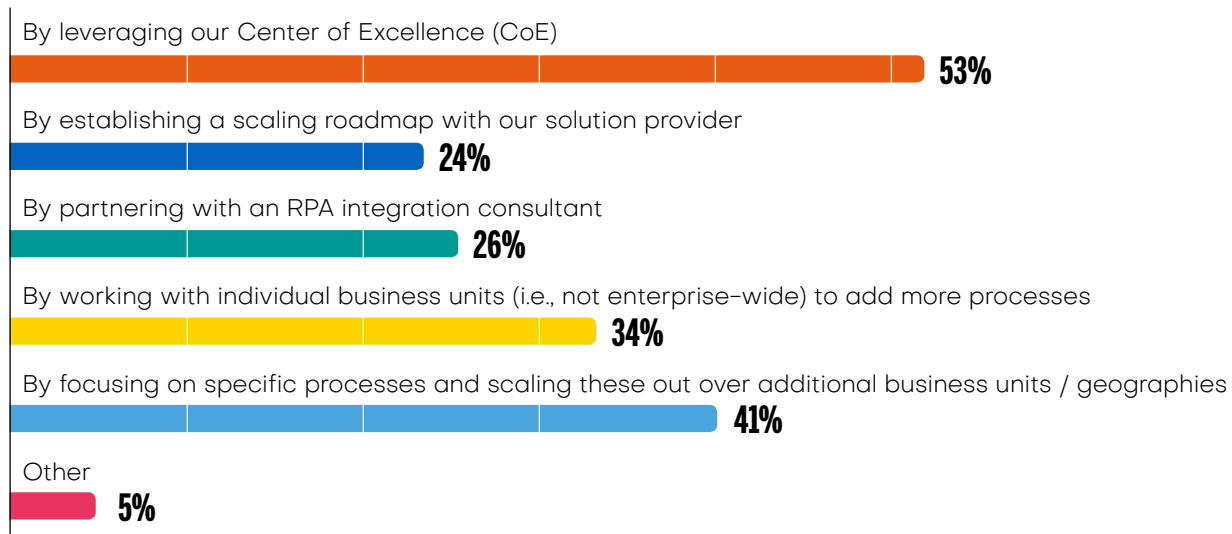 By leveraging our Center of Excellence (CoE)
53%
By establishing a scaling roadmap with our solution provider
24%
By partnering with an RPA integration consultant
26%
By working with individual business units (i.e., not enterprise-wide) to add more processes
34%
By focusing on specific processes and scaling these out over additional business units / geographies
41%
Other
5%